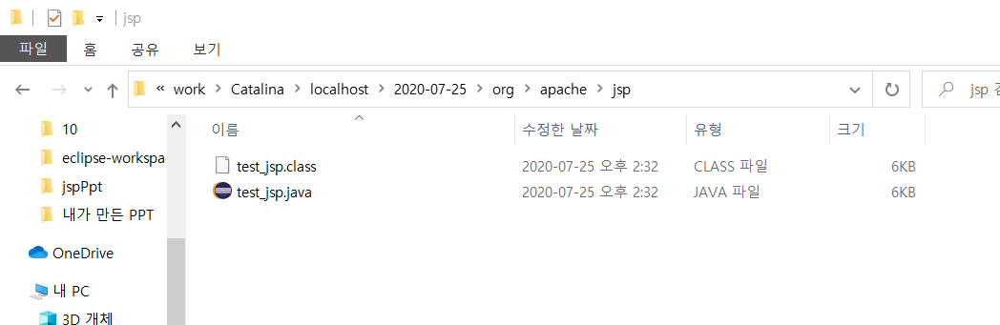 jsp
파일 홈 공유 보기
« work > Catalina > localhost > 2020-07-25 > org > apache > jsp
jsp
이름 수정한 날짜 유형 크기
10
eclipse-workspa
jspPpt
내가 만든 PPT
OneDrive
내 PC
3D 개체
test_jsp.class 2020-07-25 오후 2:32 CLASS 파일 6KB
test_jsp.java 2020-07-25 오후 2:32 JAVA 파일 6KB